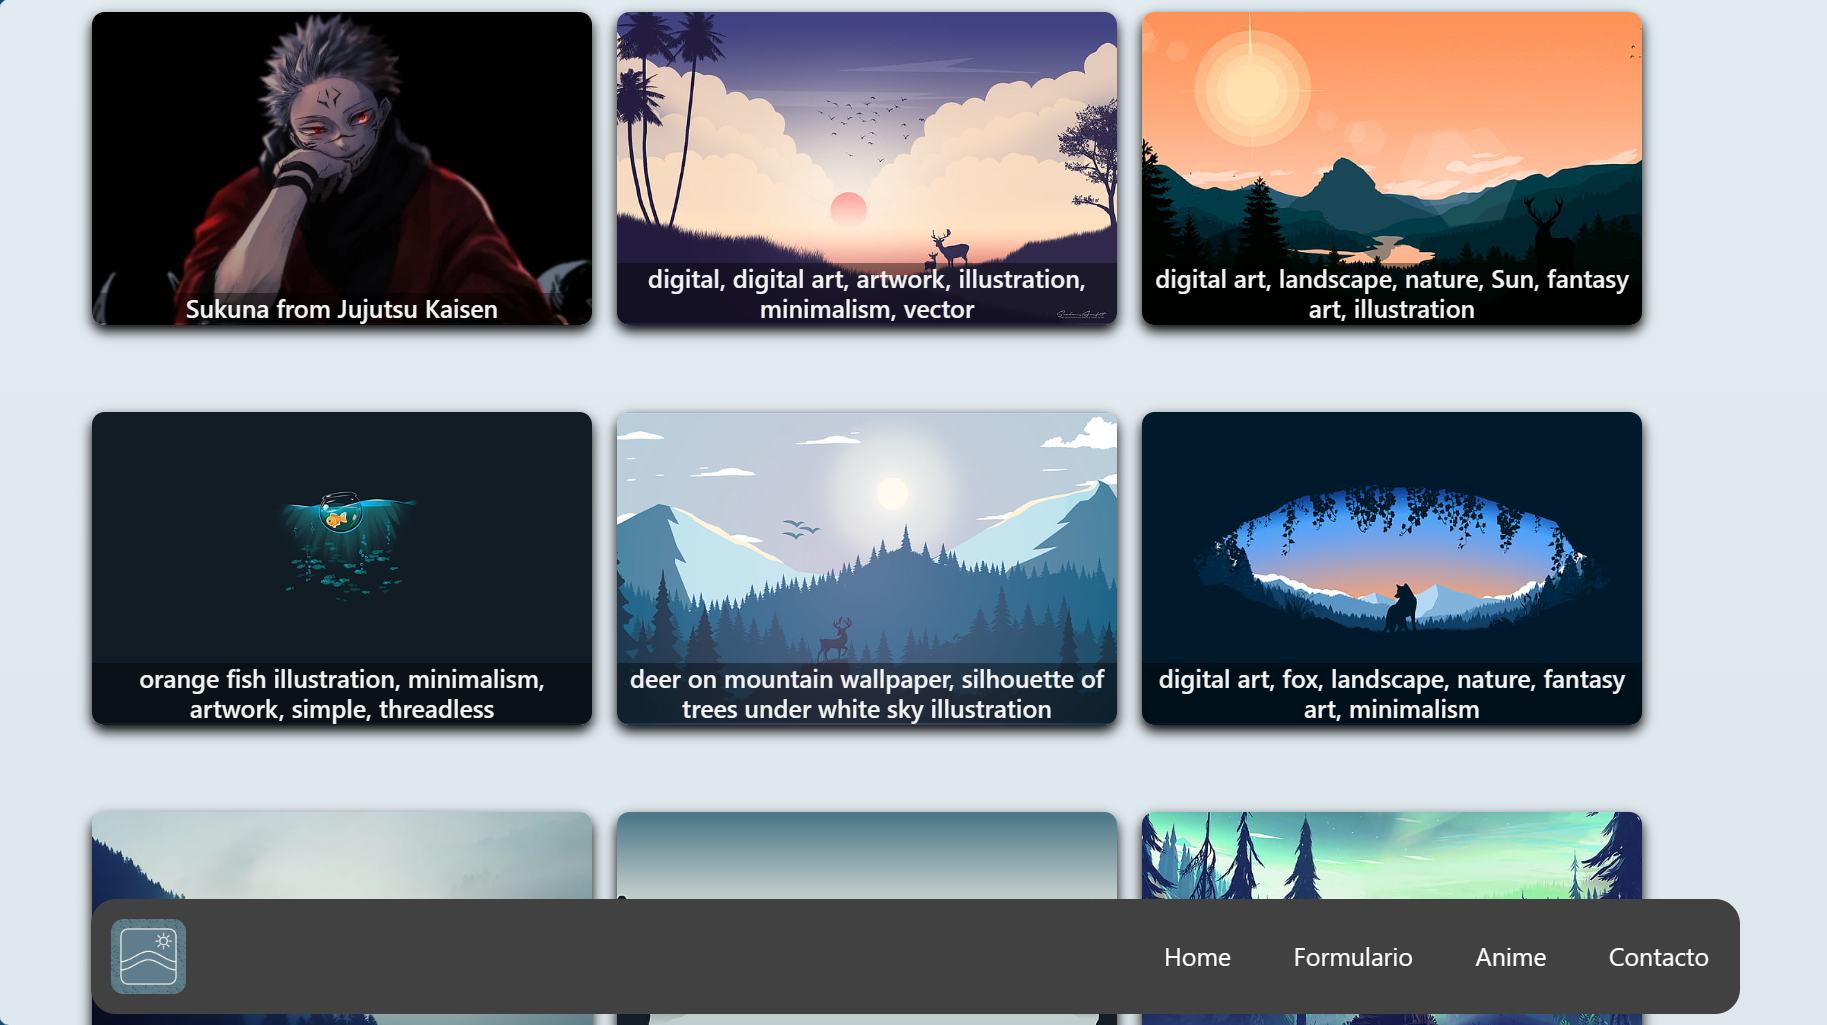 Sukuna from Jujutsu Kaisen
digital, digital art, artwork, illustration,
minimalism, vector
digital art, landscape, nature, Sun, fantasy
art, illustration
orange fish illustration, minimalism,
artwork, simple, threadless
deer on mountain wallpaper, silhouette of
trees under white sky illustration
digital art, fox, landscape, nature, fantasy
art, minimalism
Home
Formulario
Anime
Contacto